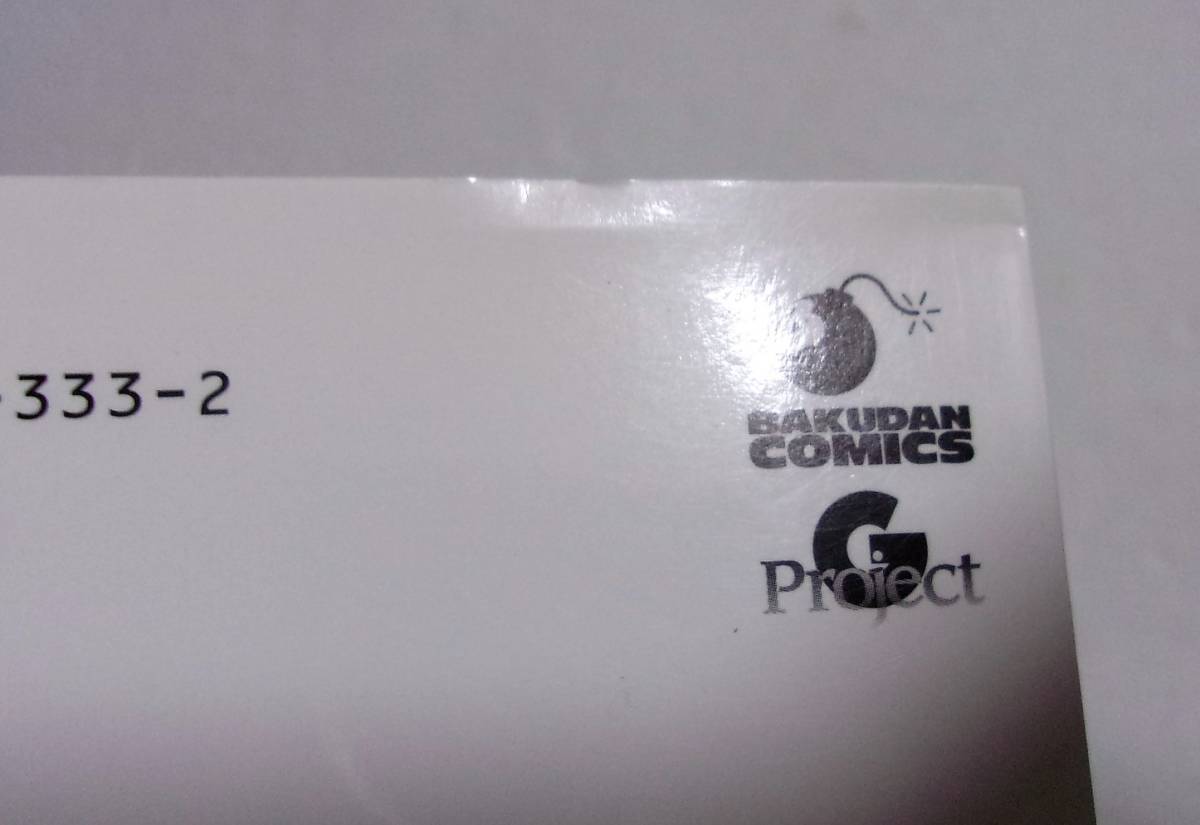 -333-2
BAKUDAN
COMICS
G
Project